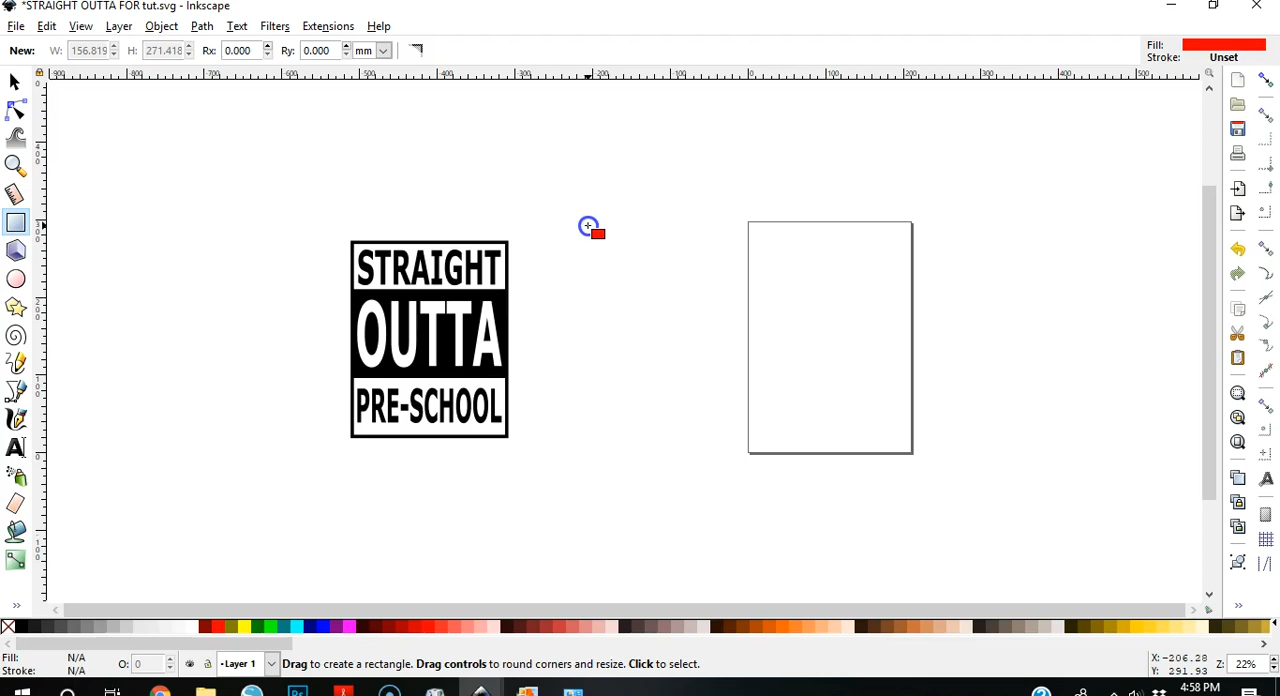 *STRAIGHT OUTTA FOR tut.svg - Inkscape
File Edit View Layer Object Path Text Filters Extensions Help
New: W: 156.819 H: 271.418 Rx: 0.000 Ry: 0.000 mm
Fill:
Stroke: Unset
STRAIGHT
OUTTA
PRE-SCHOOL
Fill: N/A
Stroke: N/A
O: 0
Layer 1
Drag to create a rectangle. Drag controls to round corners and resize. Click to select.
X: -206.28
Y: 291.93
Z: 22%
4:58 PM